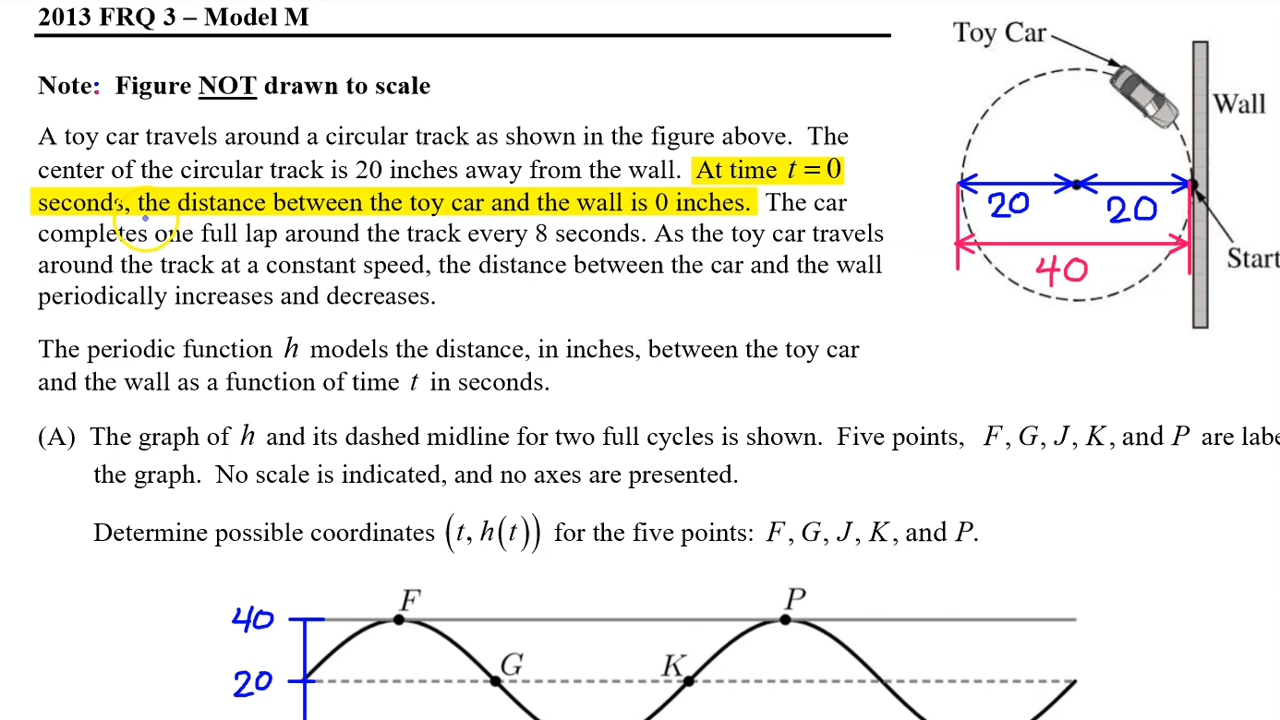 2013 FRQ 3 – Model M
Toy Car
Wall
Note: Figure NOT drawn to scale
A toy car travels around a circular track as shown in the figure above. The
center of the circular track is 20 inches away from the wall. At time t = 0
seconds, the distance between the toy car and the wall is 0 inches. The car
completes one full lap around the track every 8 seconds. As the toy car travels
around the track at a constant speed, the distance between the car and the wall
periodically increases and decreases.
20 20
Start
40
The periodic function h models the distance, in inches, between the toy car
and the wall as a function of time t in seconds.
(A) The graph of h and its dashed midline for two full cycles is shown. Five points, F, G, J, K, and P are labe
the graph. No scale is indicated, and no axes are presented.
Determine possible coordinates (t, h(t)) for the five points: F, G, J, K, and P.
40 F P
20 G K